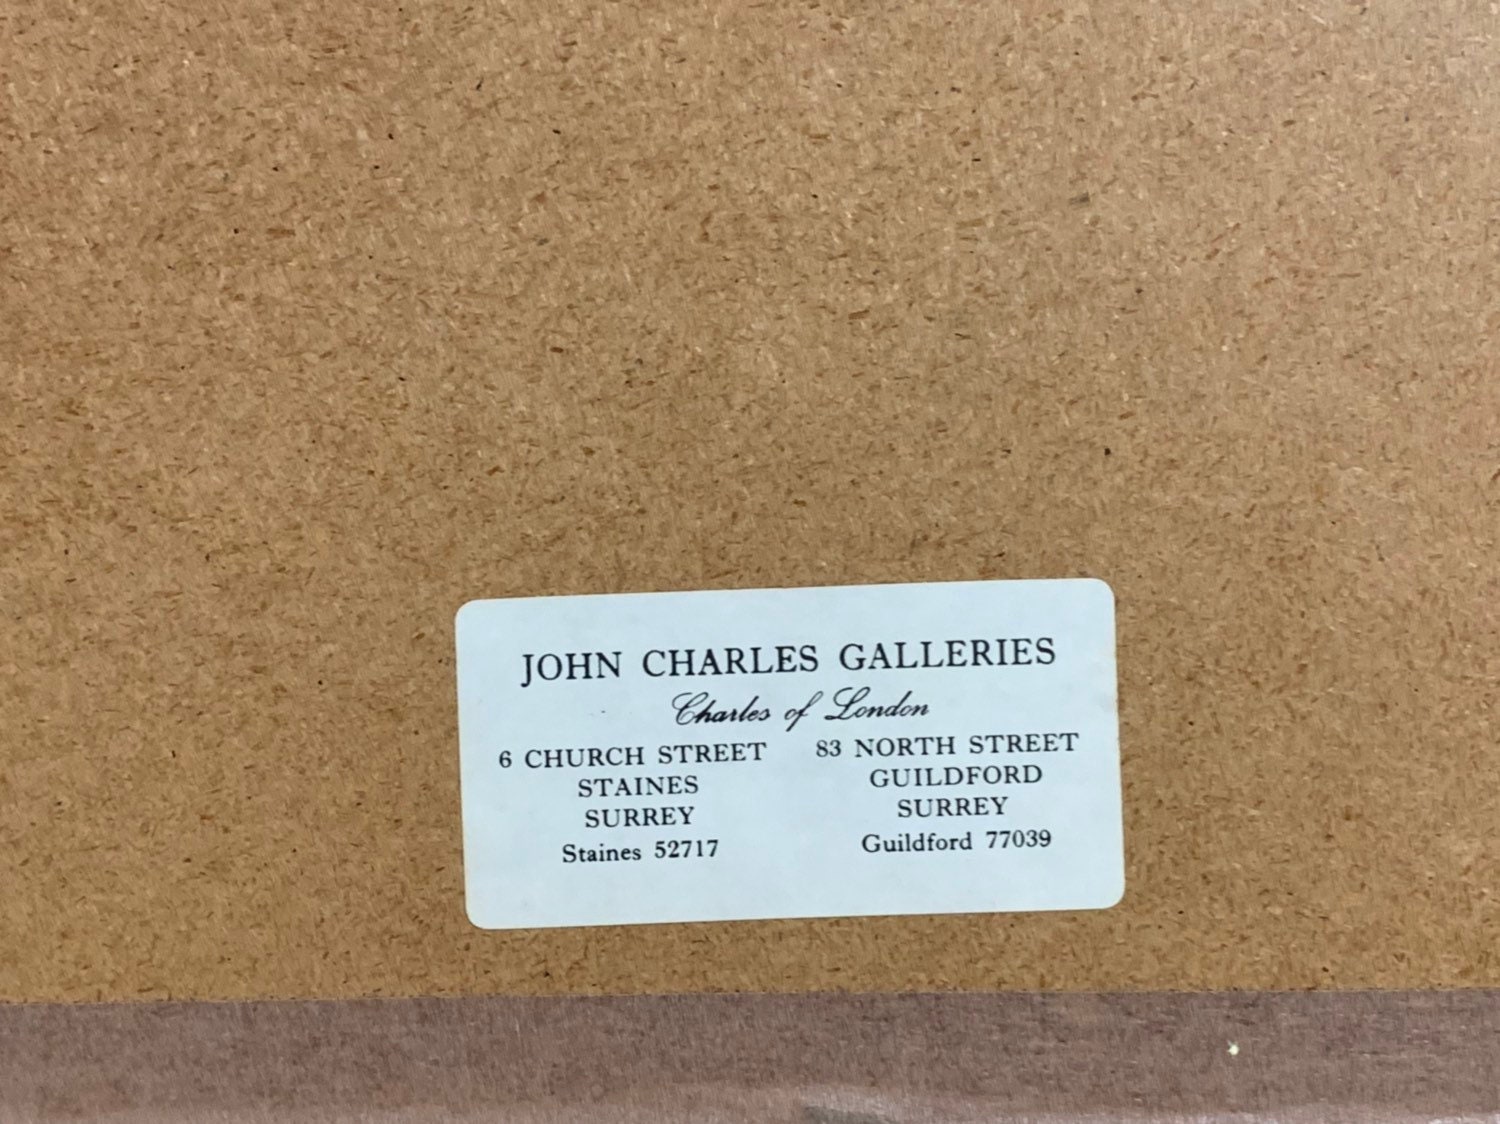 JOHN CHARLES GALLERIES
Charles of London
6 CHURCH STREET
STAINES
SURREY
Staines 52717
83 NORTH STREET
GUILDFORD
SURREY
Guildford 77039